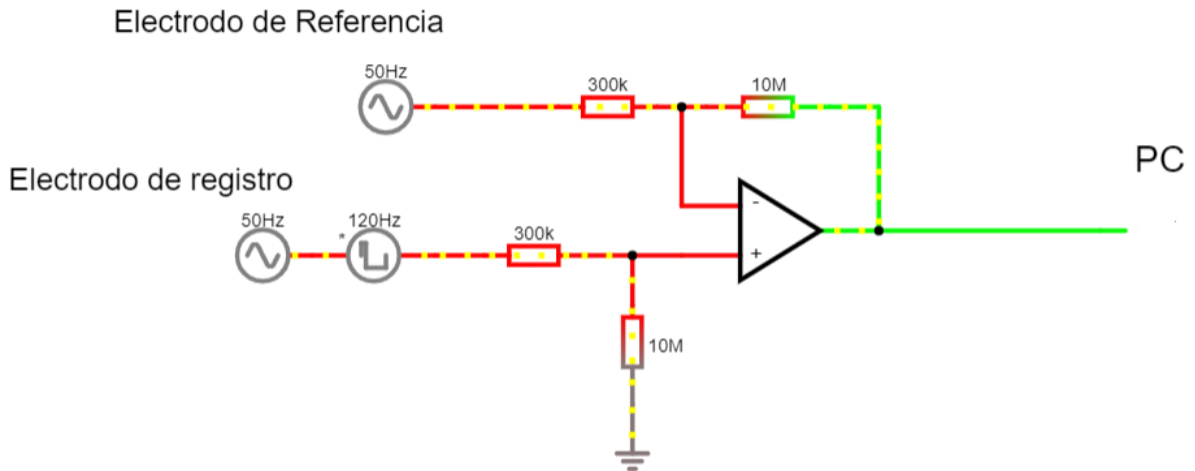 Electrodo de Referencia
50Hz
300k
10M
PC
Electrodo de registro
50Hz
* 120Hz
300k
-
+
10M